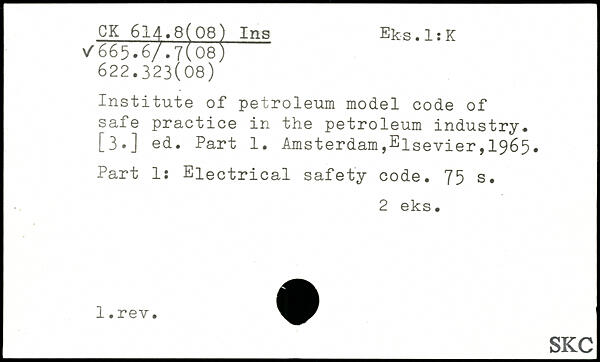 CK 614.8(08) Ins
Eks.1:K
✓665.6/.7(08)
622.323(08)
Institute of petroleum model code of
safe practice in the petroleum industry.
[3.] ed. Part 1. Amsterdam,Elsevier,1965.
Part 1: Electrical safety code. 75 s.
2 eks.
1.rev.
SKC